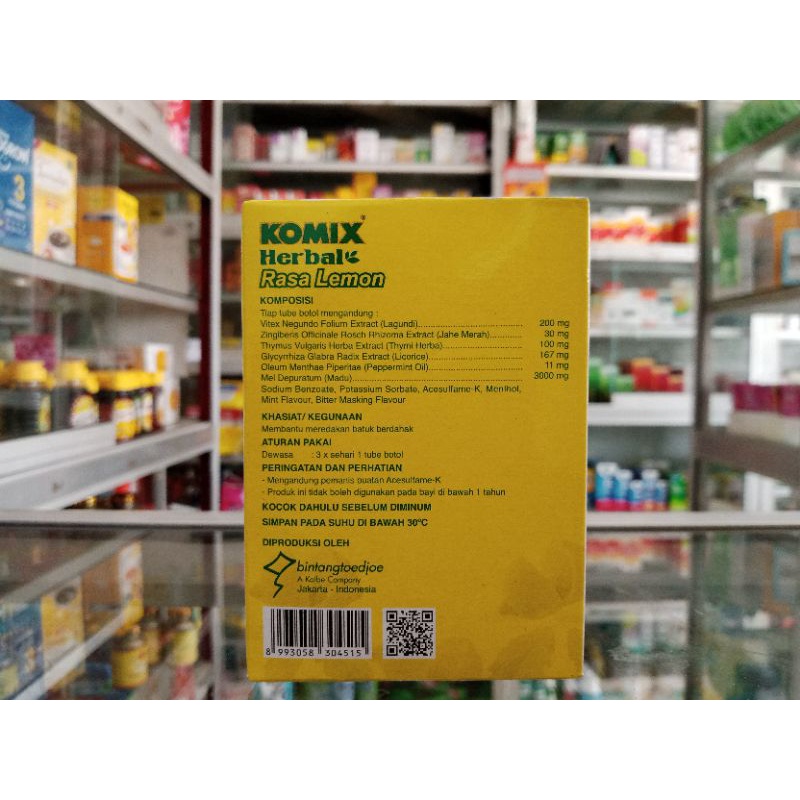 KOMIX
Herbal
Rasa Lemon
KOMPOSISI
Tiap tube botol mengandung :
Vitex Negundo Folium Extract (Lagundi)........................................ 200 mg
Zingiberis Officinale Rosch Rhizoma Extract (Jahe Merah)............ 30 mg
Thymus Vulgaris Herba Extract (Thymi Herba)............................. 100 mg
Glycyrrhiza Glabra Radix Extract (Licorice).................................. 167 mg
Oleum Menthae Piperitae (Peppermint Oil).................................. 11 mg
Mel Depuratum (Madu)................................................................ 3000 mg
Sodium Benzoate, Potassium Sorbate, Acesulfame-K, Menthol,
Mint Flavour, Bitter Masking Flavour
KHASIAT/ KEGUNAAN
Membantu meredakan batuk berdahak
ATURAN PAKAI
Dewasa : 3 x sehari 1 tube botol
PERINGATAN DAN PERHATIAN
- Mengandung pemanis buatan Acesulfame-K
- Produk ini tidak boleh digunakan pada bayi di bawah 1 tahun
KOCOK DAHULU SEBELUM DIMINUM
SIMPAN PADA SUHU DI BAWAH 30°C
DIPRODUKSI OLEH
bintangtoedjoe
A Kalbe Company
Jakarta - Indonesia
8 993058 304515
3